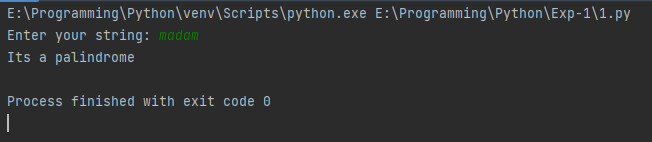 E:\Programming\Python\venv\Scripts\python.exe E:\Programming\Python\Exp-1\1.py
Enter your string: madam
Its a palindrome
Process finished with exit code 0